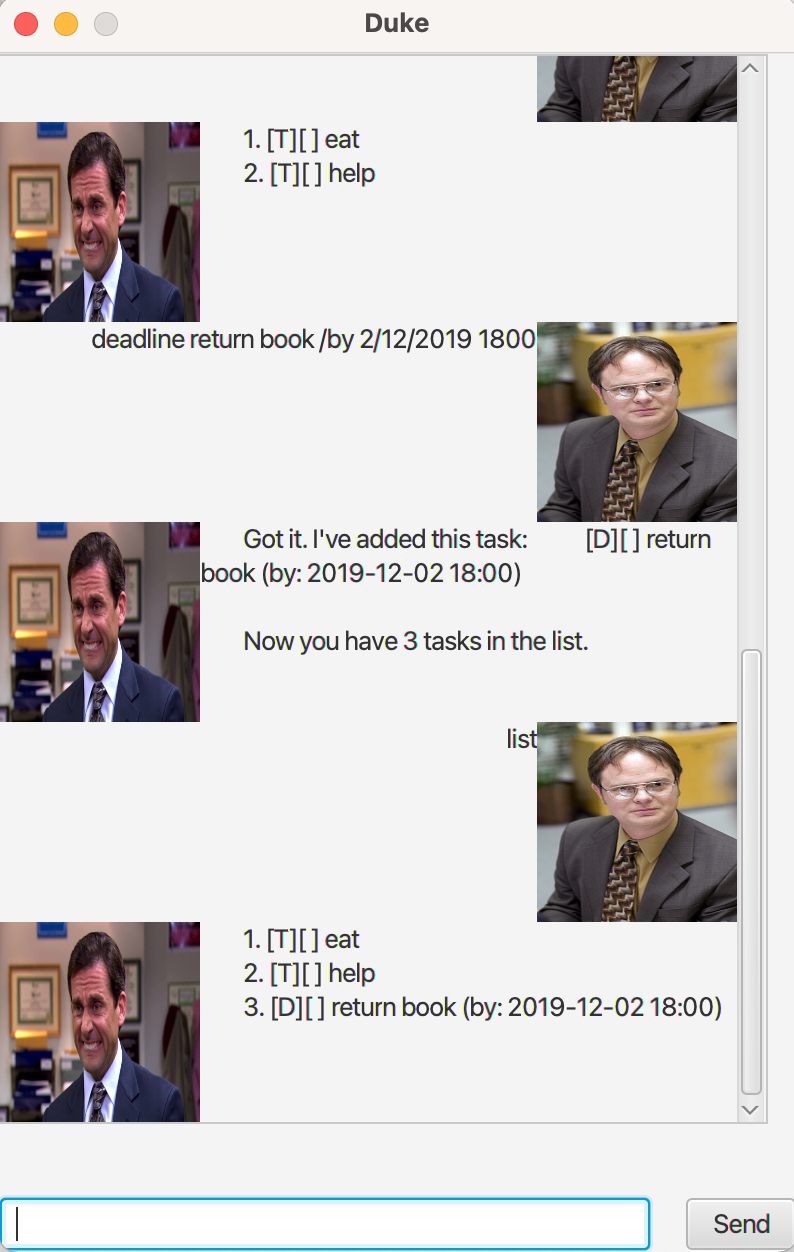 Duke
1. [T][ ] eat
2. [T][ ] help
deadline return book /by 2/12/2019 1800
Got it. I've added this task: [D][ ] return
book (by: 2019-12-02 18:00)
Now you have 3 tasks in the list.
list
1. [T][ ] eat
2. [T][ ] help
3. [D][ ] return book (by: 2019-12-02 18:00)
Send